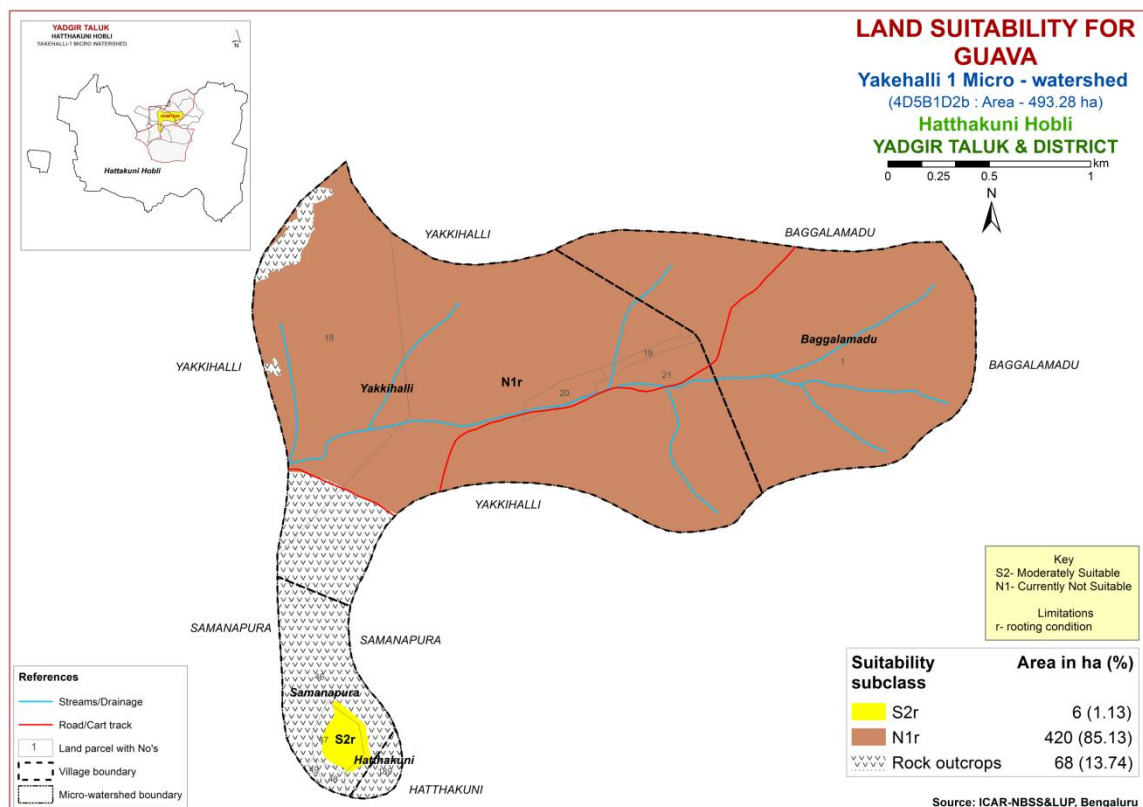 YADGIR TALUK
HATTHAKUNI HOBLI
YAKEHALLI-1 MICRO WATERSHED
N
Hattakuni Hobli
LAND SUITABILITY FOR
GUAVA
Yakehalli 1 Micro - watershed
(4D5B1D2b : Area - 493.28 ha)
Hatthakuni Hobli
YADGIR TALUK & DISTRICT
km
0 0.25 0.5 1
N
YAKKIHALLI
BAGGALAMADU
18
19
Baggalamadu
1
YAKKIHALLI
BAGGALAMADU
21
N1r
Yakkihalli
20
YAKKIHALLI
SAMANAPURA
SAMANAPURA
46
Samanapura
S2r
47
Hatthakuni
48
HATTHAKUNI
Key
S2- Moderately Suitable
N1- Currently Not Suitable
Limitations
r- rooting condition
References
Streams/Drainage
Road/Cart track
1 Land parcel with No's
Village boundary
Micro-watershed boundary
Suitability subclass Area in ha (%)
S2r 6 (1.13)
N1r 420 (85.13)
Rock outcrops 68 (13.74)
Source: ICAR-NBSS&LUP, Bengaluru